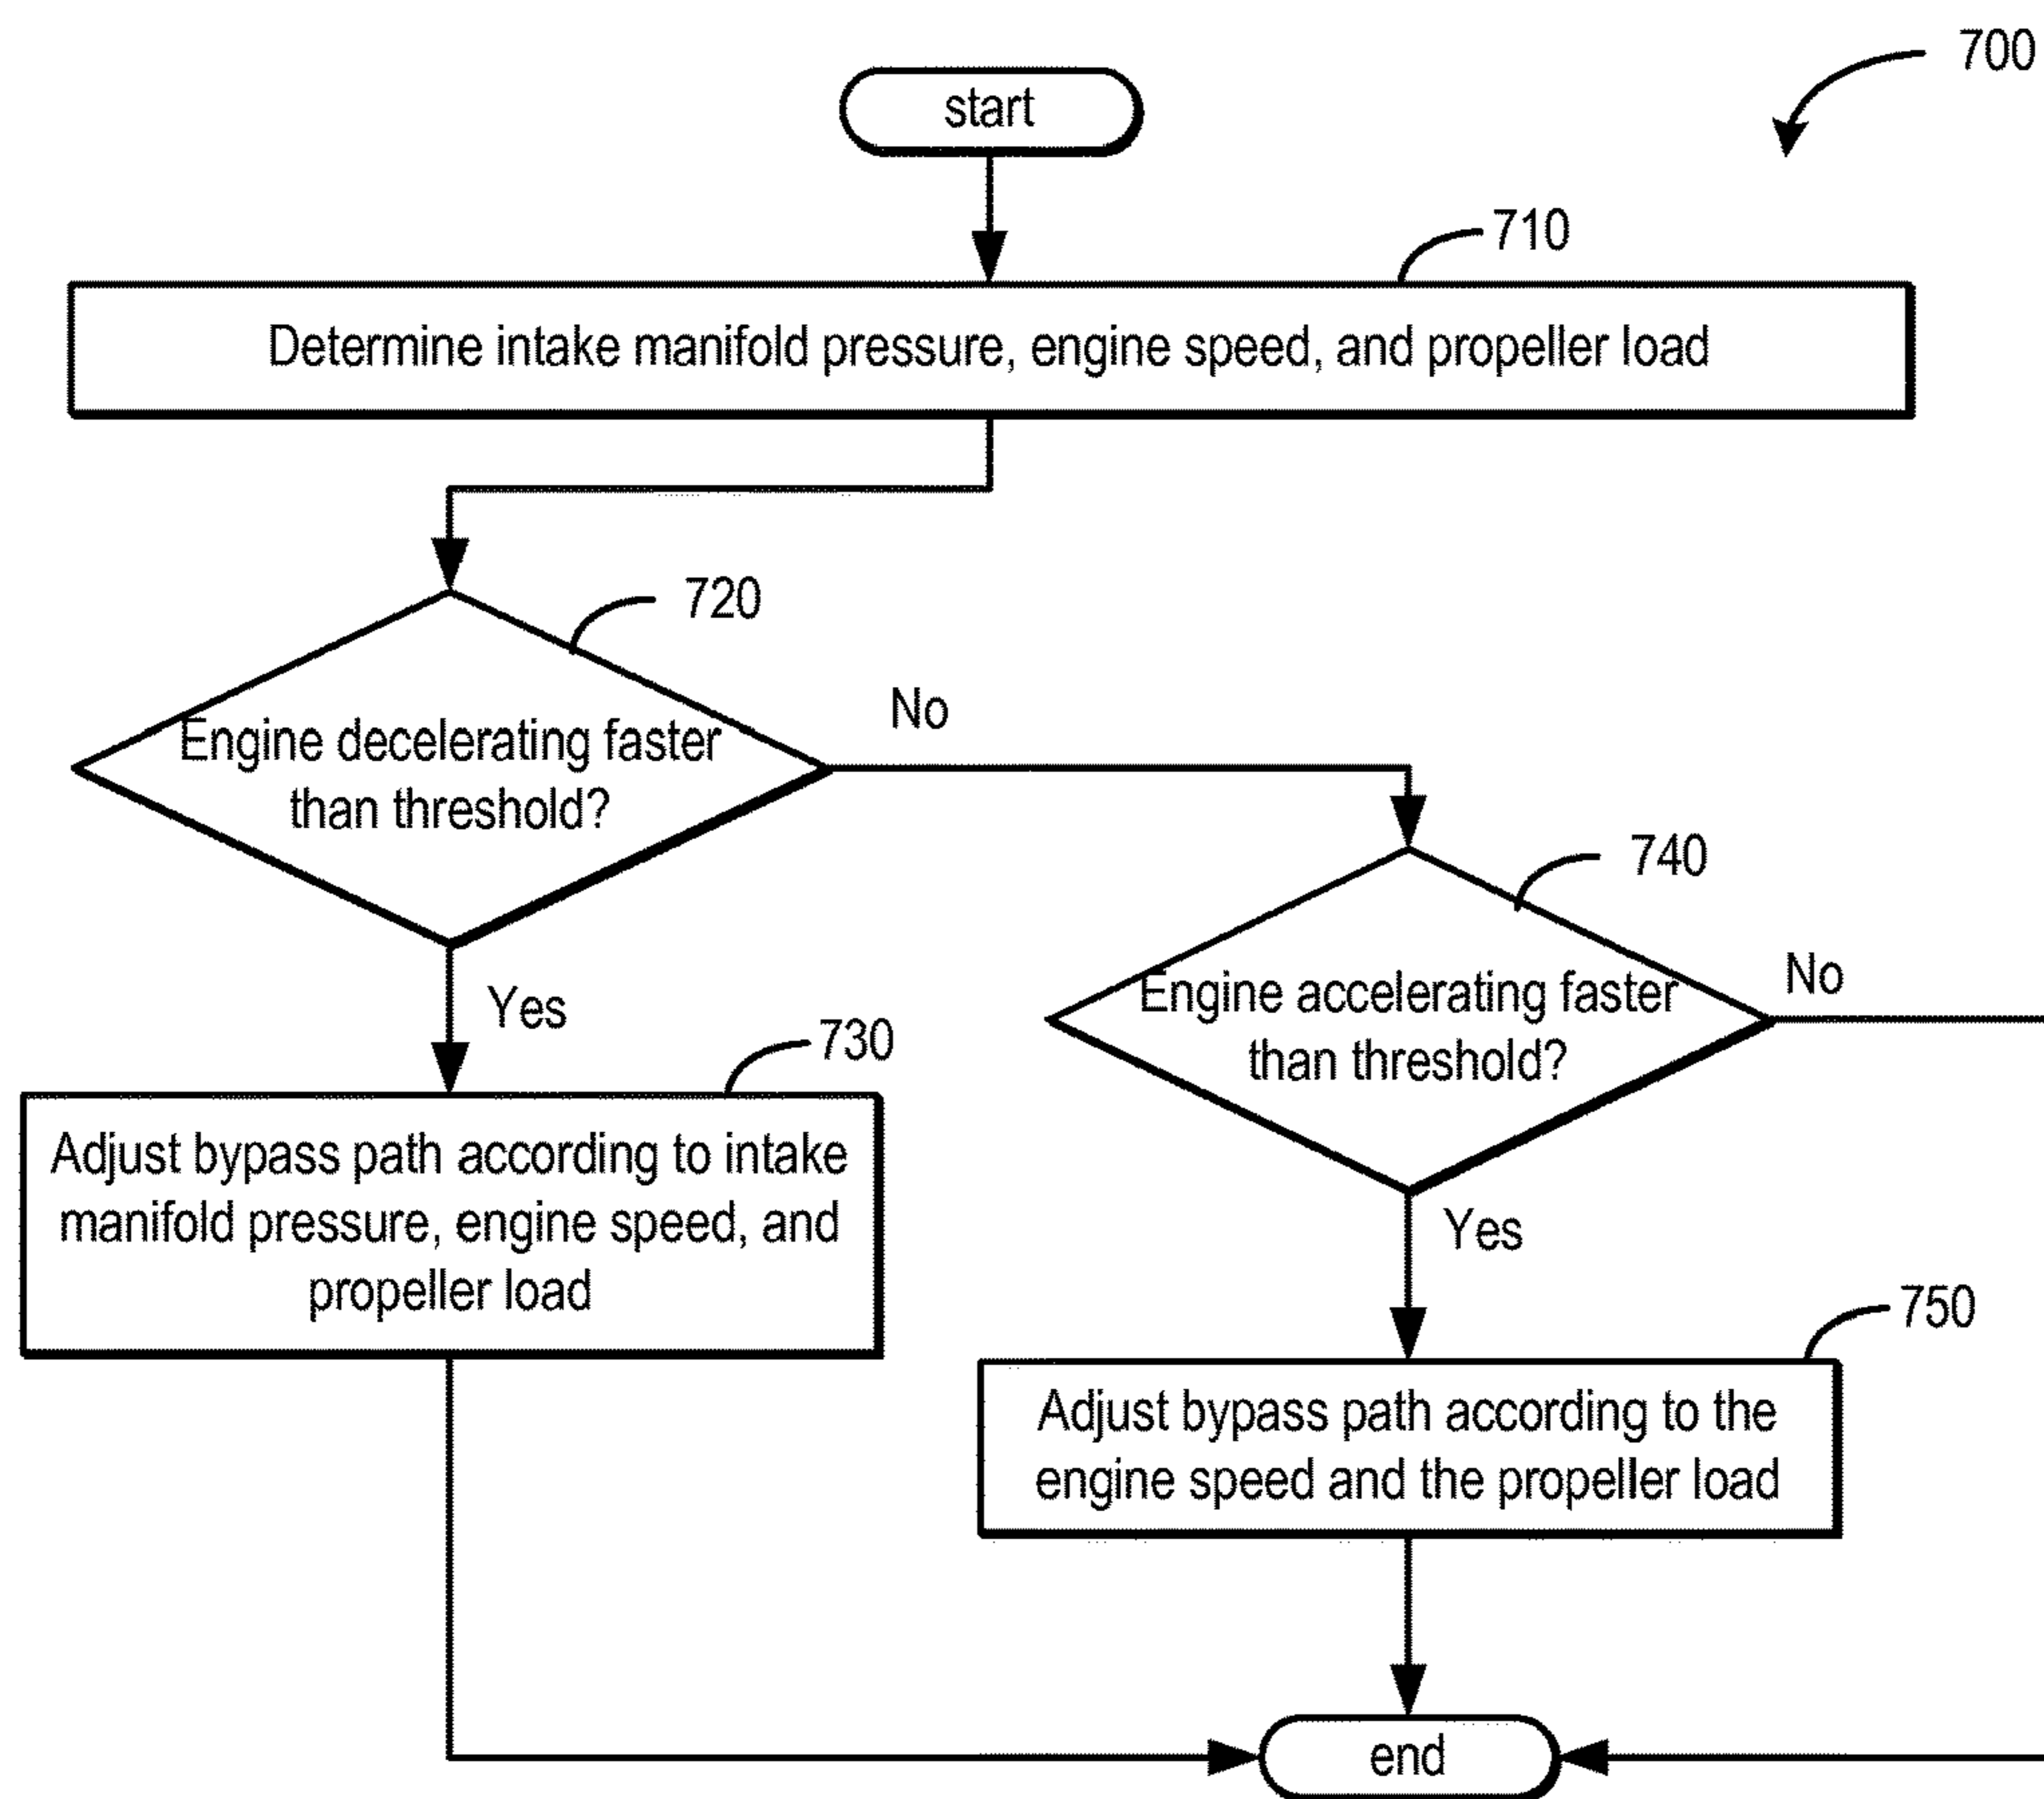 700
start
710
Determine intake manifold pressure, engine speed, and propeller load
720
Engine decelerating faster
than threshold?
No
740
Engine accelerating faster
than threshold?
No
Yes
730
Adjust bypass path according to intake
manifold pressure, engine speed, and
propeller load
Yes
750
Adjust bypass path according to the
engine speed and the propeller load
end